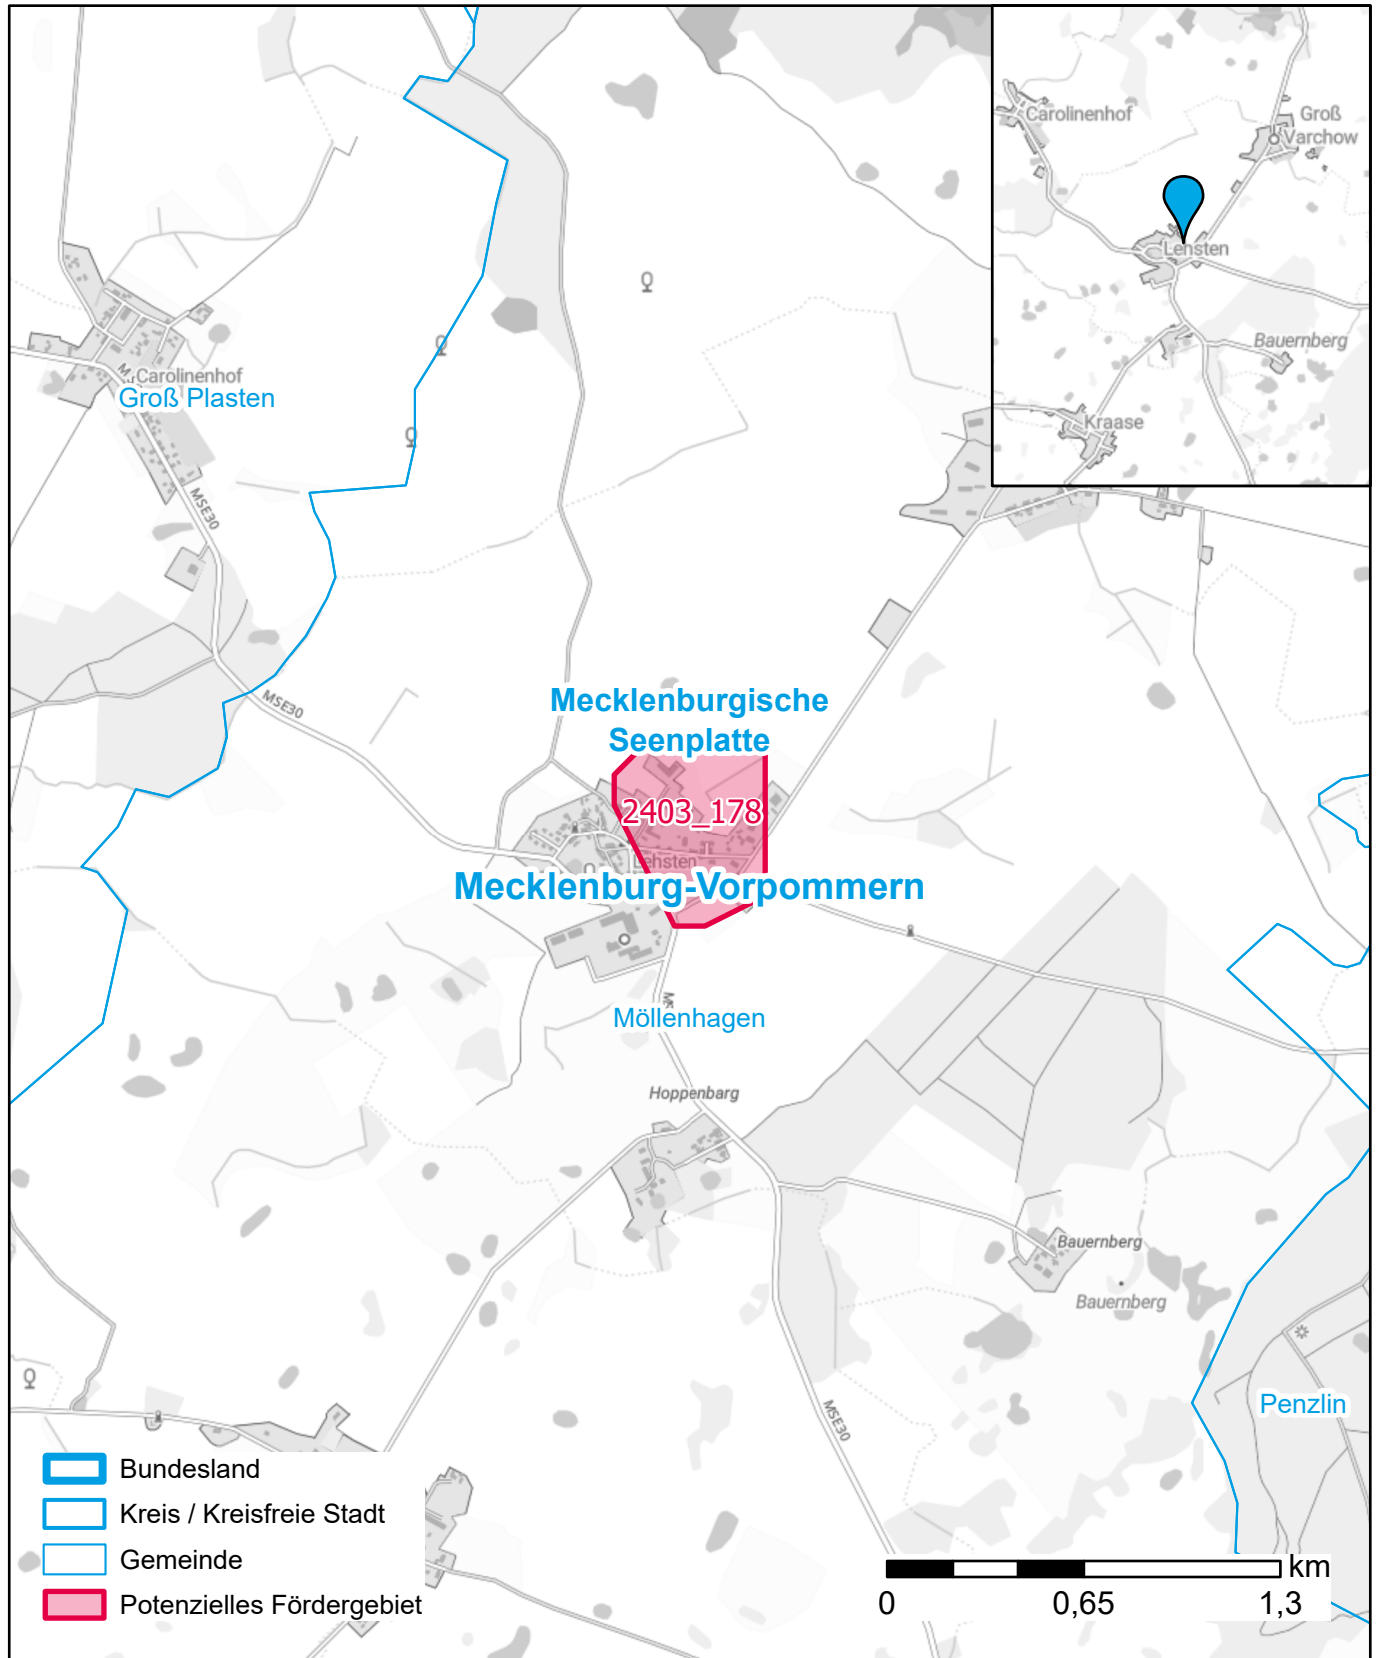 Carolinenhof
Groß
Varchow
Lehsten
Bauernberg
Kraase
Carolinenhof
Groß Plasten
MSE30
MSE30
Mecklenburgische
Seenplatte
2403_178
Lehsten
Mecklenburg-Vorpommern
Möllenhagen
Hoppenbarg
Bauernberg
Bauernberg
MSE30
Penzlin
Bundesland
Kreis / Kreisfreie Stadt
Gemeinde
Potenzielles Fördergebiet
km
0 0,65 1,3